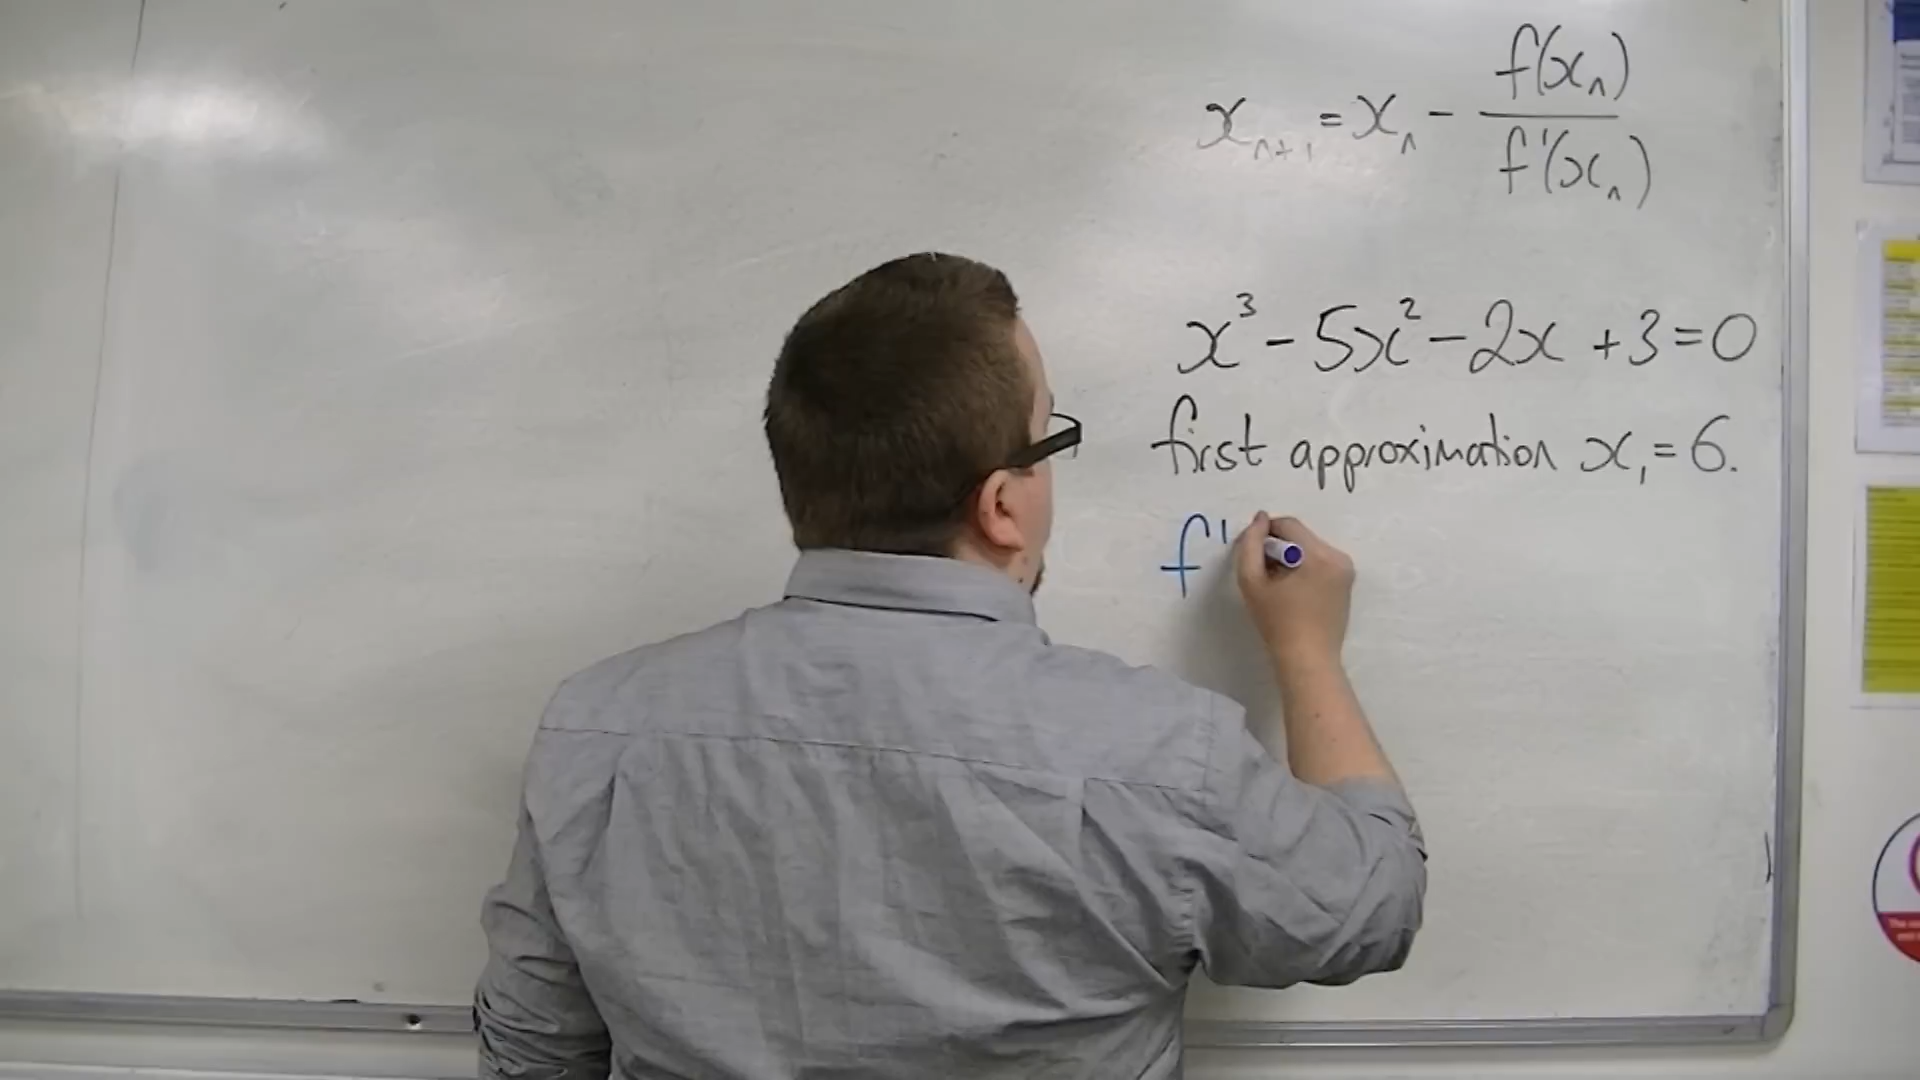 xₙ₊₁ = xₙ - f(xₙ) / f'(xₙ)
x³ - 5x² - 2x + 3 = 0
first approximation x₁ = 6.
f'